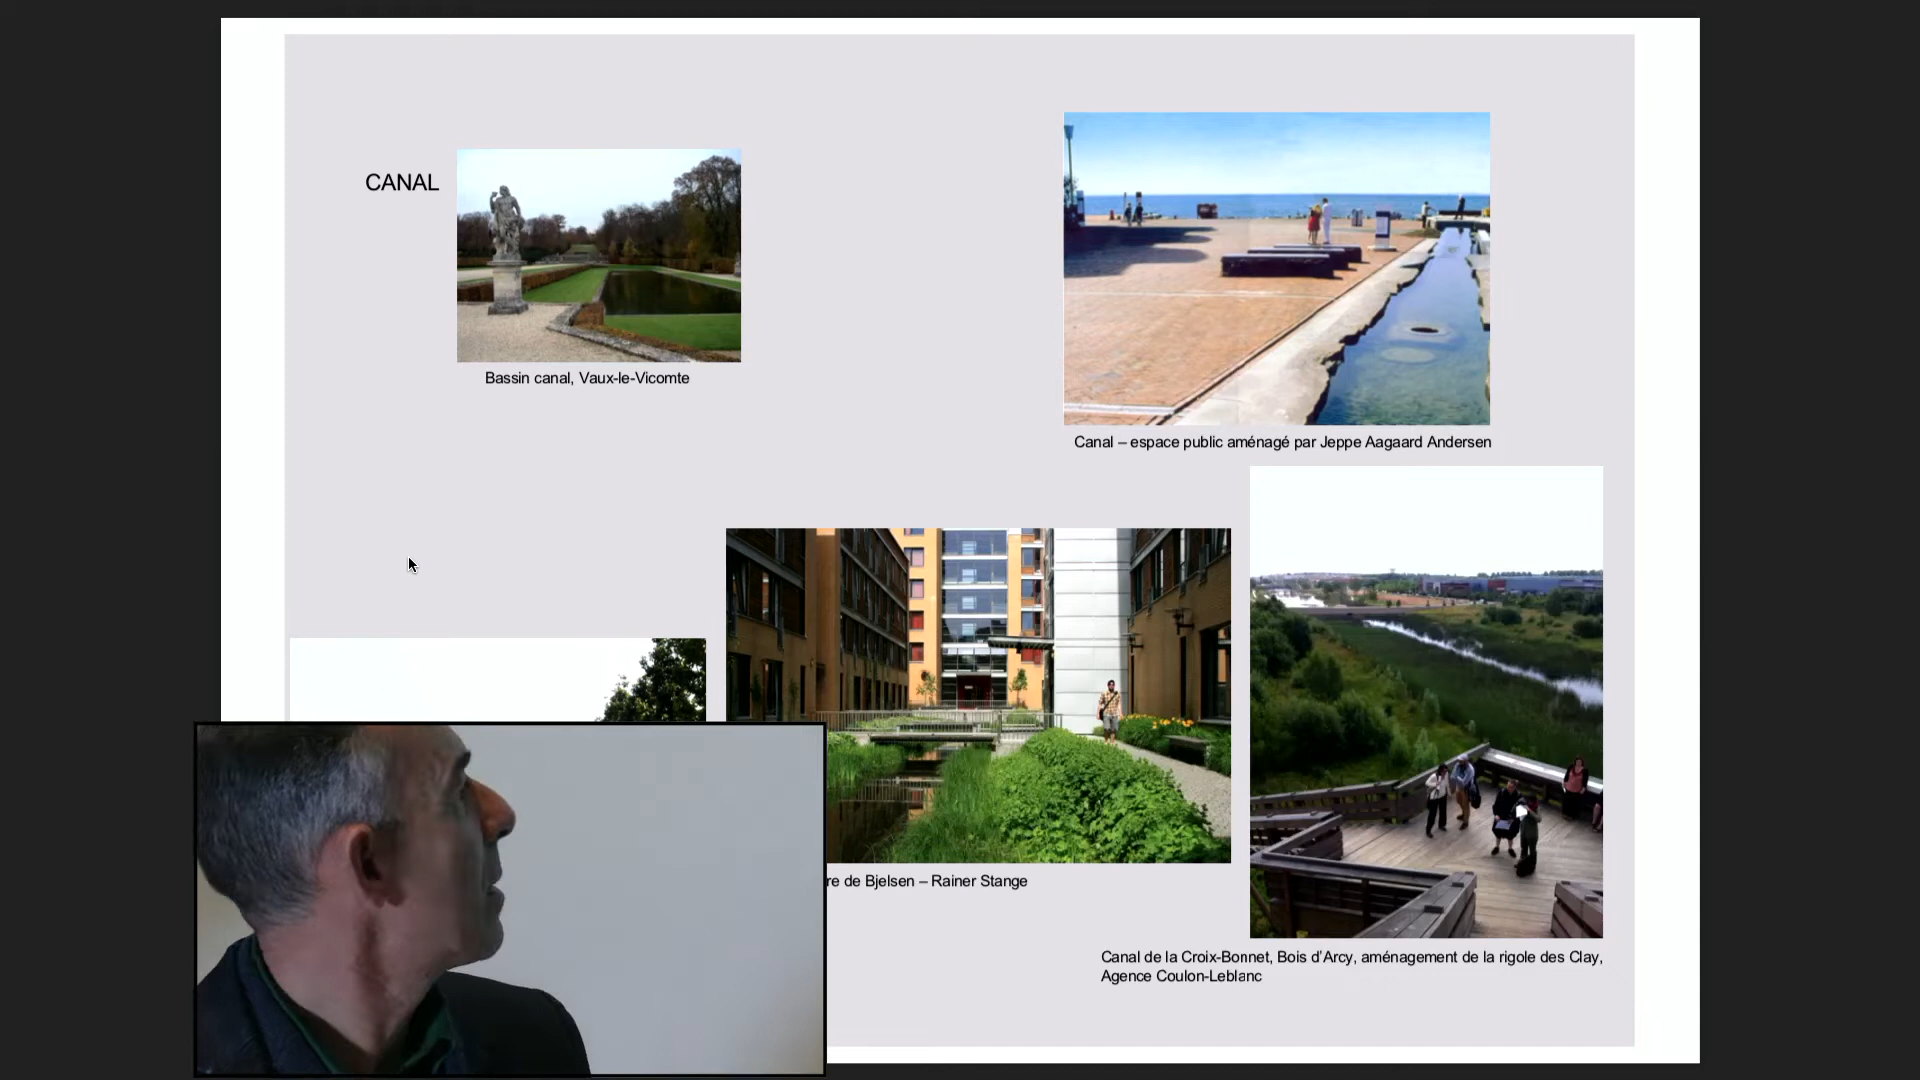 CANAL
Bassin canal, Vaux-le-Vicomte
Canal – espace public aménagé par Jeppe Aagaard Andersen
de Bjelsen – Rainer Stange
Canal de la Croix-Bonnet, Bois d'Arcy, aménagement de la rigole des Clay,
Agence Coulon-Leblanc